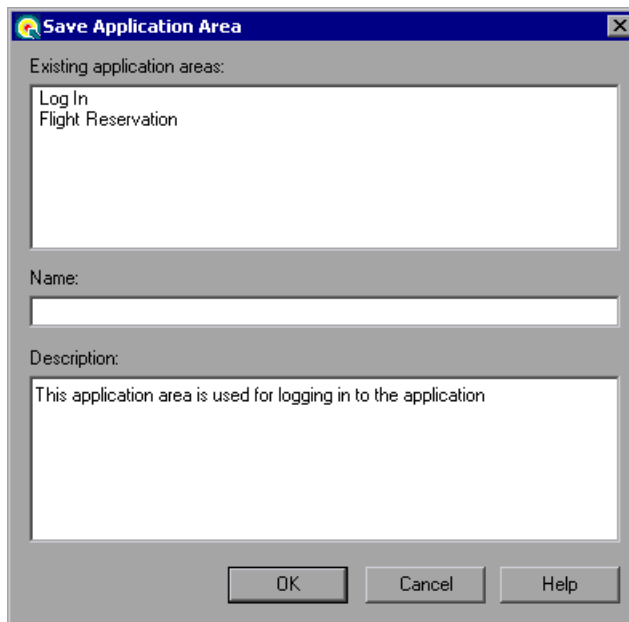 Save Application Area
Existing application areas:
Log In
Flight Reservation
Name:
Description:
This application area is used for logging in to the application
OK
Cancel
Help